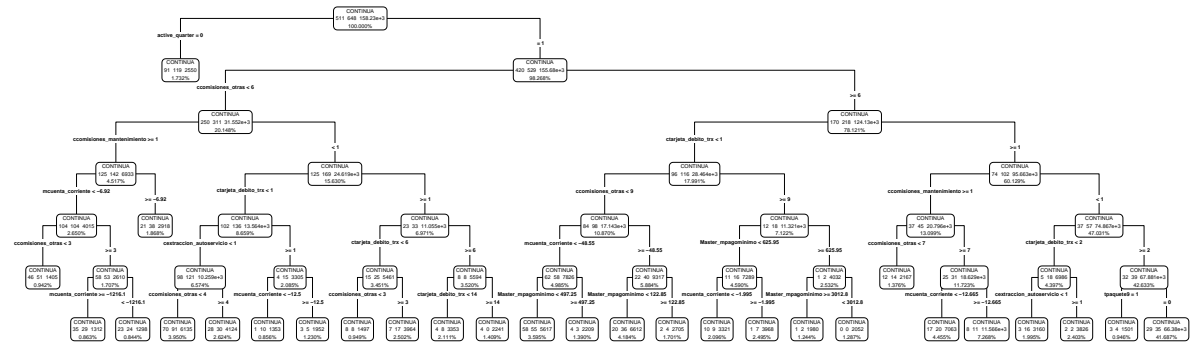 CONTINUA
511 648 158.23e+3
100.000%
active_quarter = 0
= 1
CONTINUA
91 119 2550
1.732%
CONTINUA
420 529 155.68e+3
98.268%
ccomisiones_otras < 6
>= 6
CONTINUA
250 311 31.552e+3
20.148%
CONTINUA
170 218 124.13e+3
78.121%
ccomisiones_mantenimiento >= 1
< 1
ctarjeta_debito_trx < 1
>= 1
CONTINUA
125 142 6933
4.517%
CONTINUA
125 169 24.619e+3
15.630%
CONTINUA
96 116 28.464e+3
17.991%
CONTINUA
74 102 95.663e+3
60.129%
mcuenta_corriente < −6.92
>= −6.92
ctarjeta_debito_trx < 1
>= 1
ccomisiones_otras < 9
>= 9
ccomisiones_mantenimiento >= 1
< 1
CONTINUA
104 104 4015
2.650%
CONTINUA
21 38 2918
1.868%
CONTINUA
102 136 13.564e+3
8.659%
CONTINUA
23 33 11.055e+3
6.971%
CONTINUA
84 98 17.143e+3
10.870%
CONTINUA
12 18 11.321e+3
7.122%
CONTINUA
37 45 20.796e+3
13.099%
CONTINUA
37 57 74.867e+3
47.031%
ccomisiones_otras < 3
>= 3
cextraccion_autoservicio < 1
>= 1
ctarjeta_debito_trx < 6
>= 6
mcuenta_corriente < −48.55
>= −48.55
Master_mpagominimo < 625.95
>= 625.95
ccomisiones_otras < 7
>= 7
ctarjeta_debito_trx < 2
>= 2
CONTINUA
46 51 1405
0.942%
CONTINUA
58 53 2610
1.707%
CONTINUA
98 121 10.259e+3
6.574%
CONTINUA
4 15 3305
2.085%
CONTINUA
15 25 5461
3.451%
CONTINUA
8 8 5594
3.520%
CONTINUA
62 58 7826
4.985%
CONTINUA
22 40 9317
5.884%
CONTINUA
11 16 7289
4.590%
CONTINUA
1 2 4032
2.532%
CONTINUA
12 14 2167
1.376%
CONTINUA
25 31 18.629e+3
11.723%
CONTINUA
5 18 6986
4.397%
CONTINUA
32 39 67.881e+3
42.633%
mcuenta_corriente >= −1216.1
< −1216.1
ccomisiones_otras < 4
>= 4
mcuenta_corriente < −12.5
>= −12.5
ccomisiones_otras < 3
>= 3
ctarjeta_debito_trx < 14
>= 14
Master_mpagominimo < 497.25
>= 497.25
Master_mpagominimo < 122.85
>= 122.85
mcuenta_corriente < −1.995
>= −1.995
Master_mpagominimo >= 3012.8
< 3012.8
mcuenta_corriente < −12.665
>= −12.665
cextraccion_autoservicio < 1
>= 1
tpaquete9 = 1
= 0
CONTINUA
35 29 1312
0.863%
CONTINUA
23 24 1298
0.844%
CONTINUA
70 91 6135
3.950%
CONTINUA
28 30 4124
2.624%
CONTINUA
1 10 1353
0.856%
CONTINUA
3 5 1952
1.230%
CONTINUA
8 8 1497
0.949%
CONTINUA
7 17 3964
2.502%
CONTINUA
4 8 3353
2.111%
CONTINUA
4 0 2241
1.409%
CONTINUA
58 55 5617
3.595%
CONTINUA
4 3 2209
1.390%
CONTINUA
20 36 6612
4.184%
CONTINUA
2 4 2705
1.701%
CONTINUA
10 9 3321
2.096%
CONTINUA
1 7 3968
2.495%
CONTINUA
1 2 1980
1.244%
CONTINUA
0 0 2052
1.287%
CONTINUA
17 20 7063
4.455%
CONTINUA
8 11 11.566e+3
7.268%
CONTINUA
3 16 3160
1.995%
CONTINUA
2 2 3826
2.403%
CONTINUA
3 4 1501
0.946%
CONTINUA
29 35 66.38e+3
41.687%